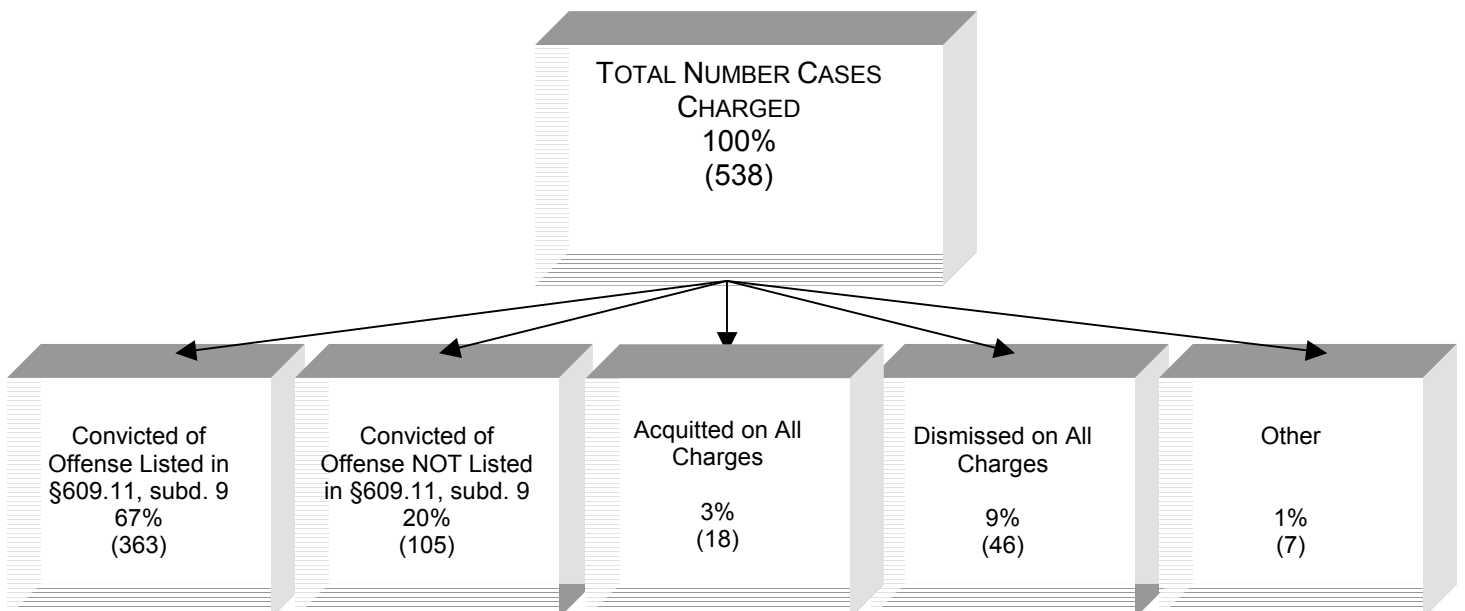 TOTAL NUMBER CASES
CHARGED
100%
(538)
Convicted of
Offense Listed in
§609.11, subd. 9
67%
(363)
Convicted of
Offense NOT Listed
in §609.11, subd. 9
20%
(105)
Acquitted on All
Charges
3%
(18)
Dismissed on All
Charges
9%
(46)
Other
1%
(7)